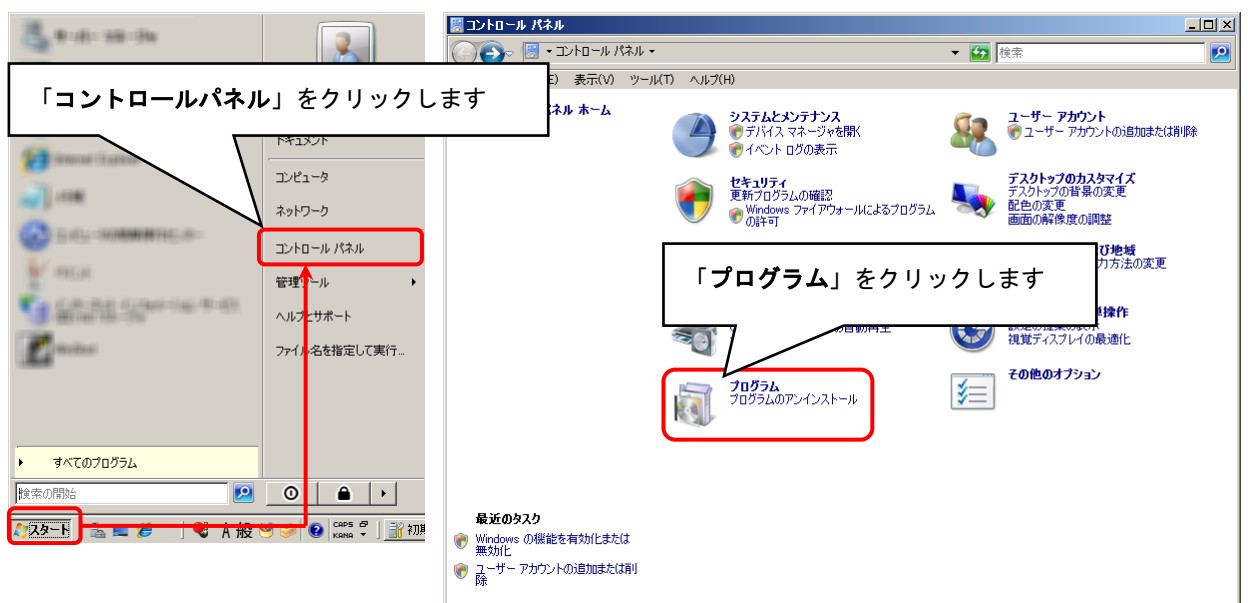 「コントロールパネル」をクリックします
ドキュメント
コンピュータ
ネットワーク
コントロール パネル
管理ツール
ヘルプとサポート
ファイル名を指定して実行...
すべてのプログラム
検索の開始
スタート
A 般
CAPS
KANA
初期
コントロール パネル
コントロール パネル
検索
表示(V) ツール(T) ヘルプ(H)
ネル ホーム
システムとメンテナンス
デバイス マネージャを開く
イベント ログの表示
セキュリティ
更新プログラムの確認
Windows ファイアウォールによるプログラム
の許可
「プログラム」をクリックします
の自動再生
プログラム
プログラムのアンインストール
ユーザー アカウント
ユーザー アカウントの追加または削除
デスクトップのカスタマイズ
デスクトップの背景の変更
配色の変更
画面の解像度の調整
び地域
力方法の変更
単操作
視覚ディスプレイの最適化
その他のオプション
最近のタスク
Windows の機能を有効化または
無効化
ユーザー アカウントの追加または削
除